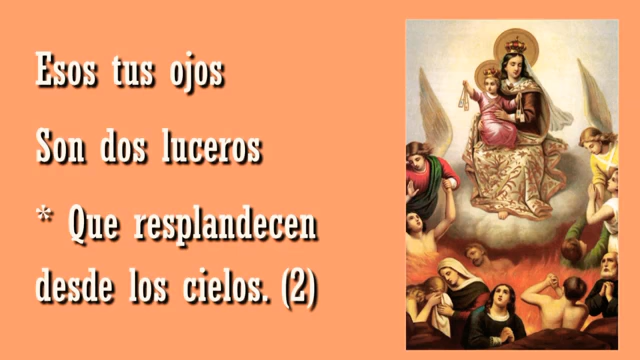 Esos tus ojos
Son dos luceros
* Que resplandecen
desde los cielos. (2)